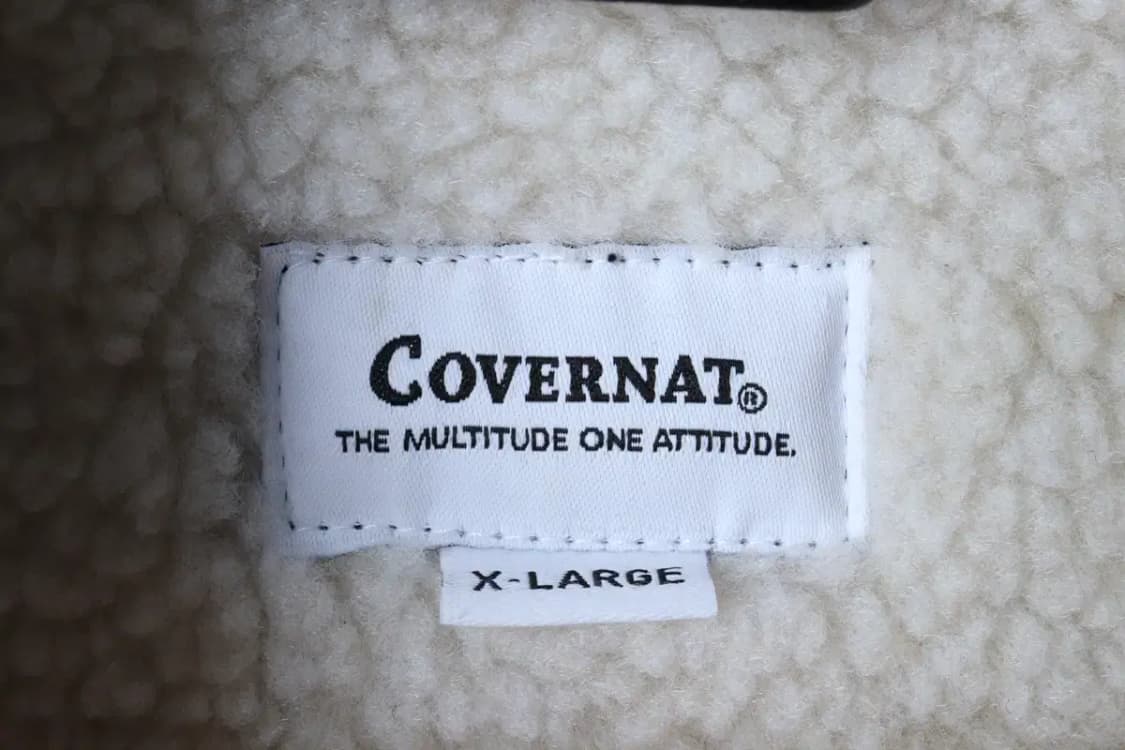 COVERNAT®
THE MULTITUDE ONE ATTITUDE.
X-LARGE